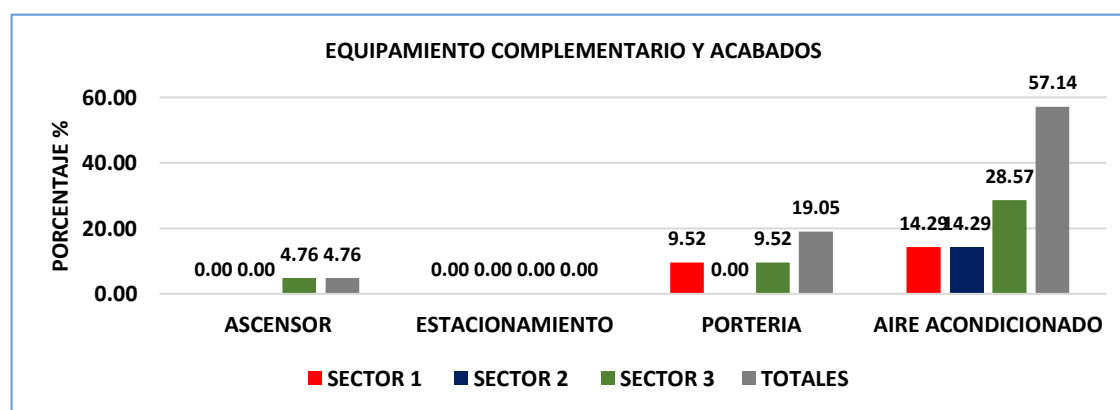 EQUIPAMIENTO COMPLEMENTARIO Y ACABADOS
PORCENTAJE %
60.00
40.00
20.00
0.00
0.00 0.00 4.76 4.76
0.00 0.00 0.00 0.00
9.52 0.00 9.52 19.05
14.29 14.29 28.57 57.14
ASCENSOR ESTACIONAMIENTO PORTERIA AIRE ACONDICIONADO
SECTOR 1 SECTOR 2 SECTOR 3 TOTALES